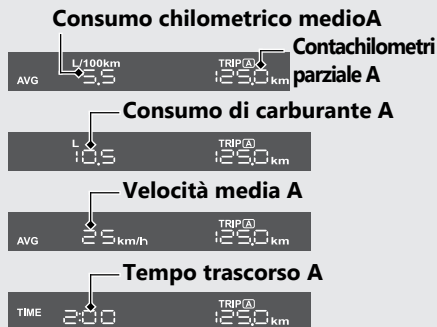 Consumo chilometrico medioA
Contachilometri
parziale A
AVG L/100km 5.5 TRIP A 125.0 km
Consumo di carburante A
L 10.5 TRIP A 125.0 km
Velocità media A
AVG 25 km/h TRIP A 125.0 km
Tempo trascorso A
TIME 2:00 TRIP A 125.0 km